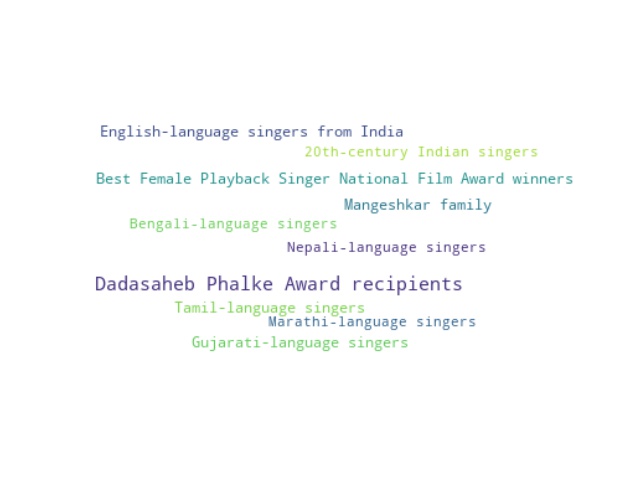 English-language singers from India
20th-century Indian singers
Best Female Playback Singer National Film Award winners
Mangeshkar family
Bengali-language singers
Nepali-language singers
Dadasaheb Phalke Award recipients
Tamil-language singers
Marathi-language singers
Gujarati-language singers